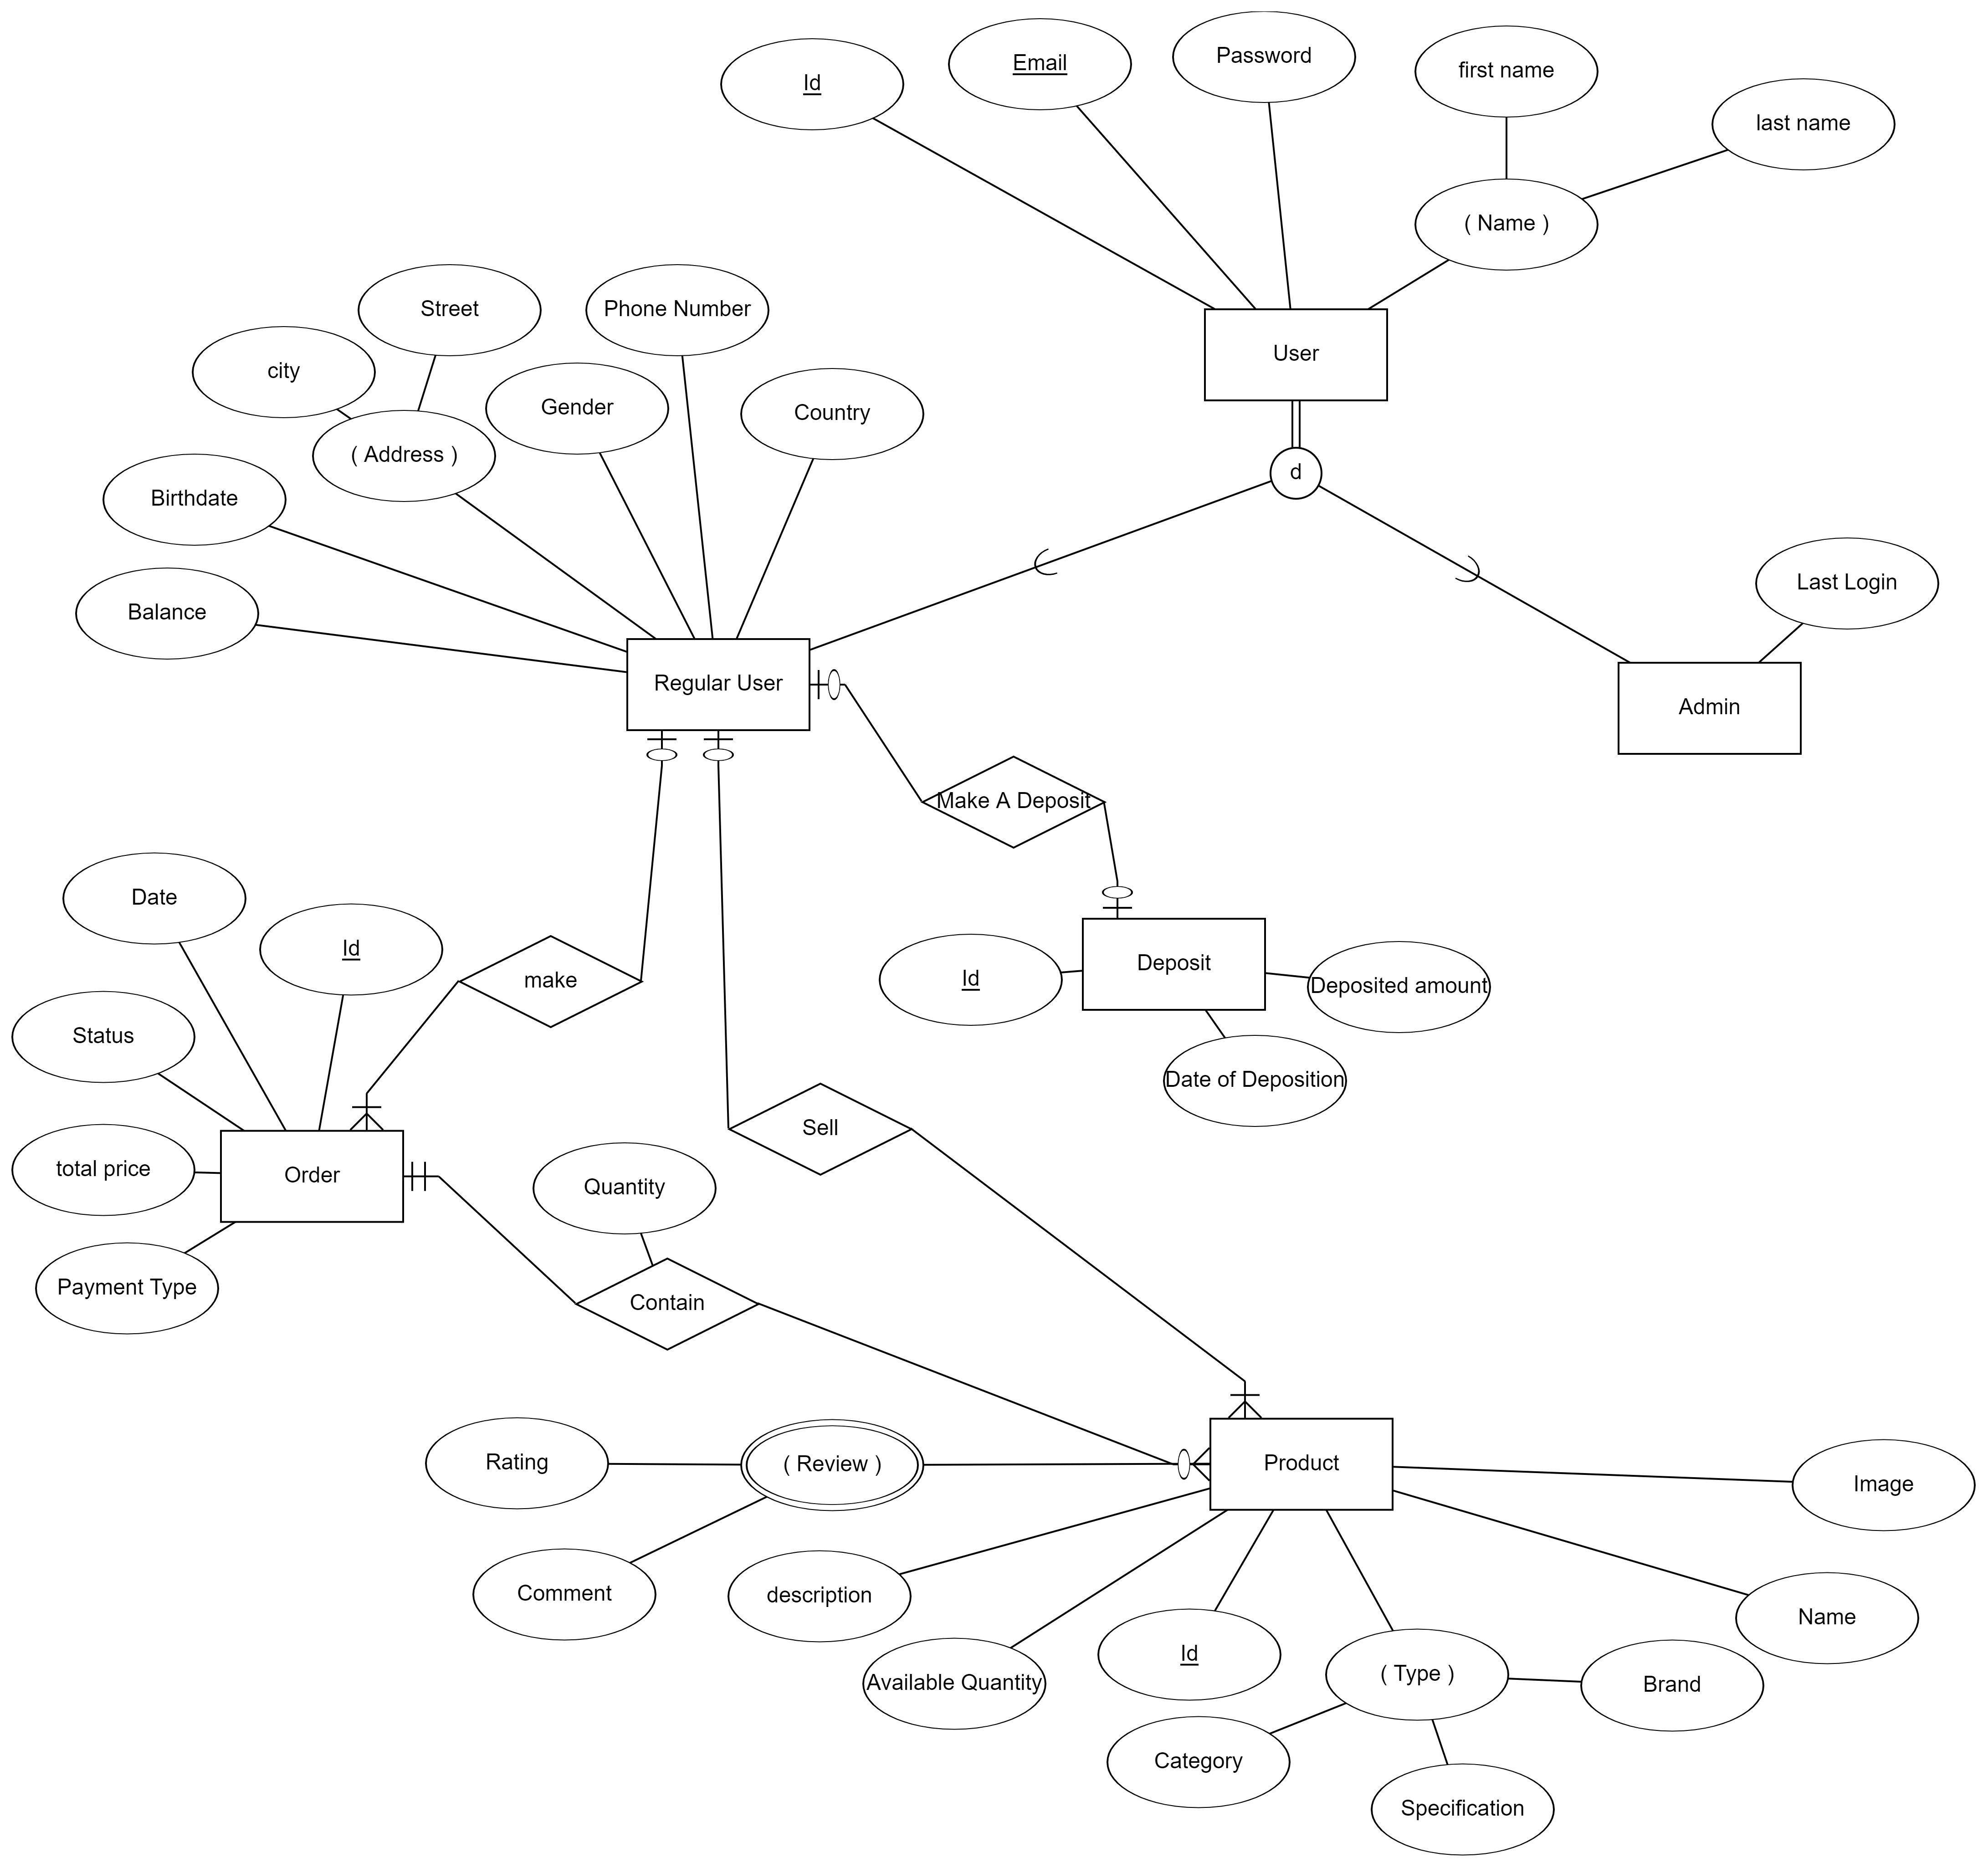 Id
Email
Password
first name
last name
( Name )
User
d
Street
Phone Number
city
Gender
Country
( Address )
Birthdate
Balance
Last Login
Regular User
Admin
Make A Deposit
Date
Id
make
Deposit
Id
Deposited amount
Date of Deposition
Status
Sell
total price
Order
Quantity
Payment Type
Contain
Rating
( Review )
Product
Image
Comment
description
Available Quantity
Id
( Type )
Name
Brand
Category
Specification